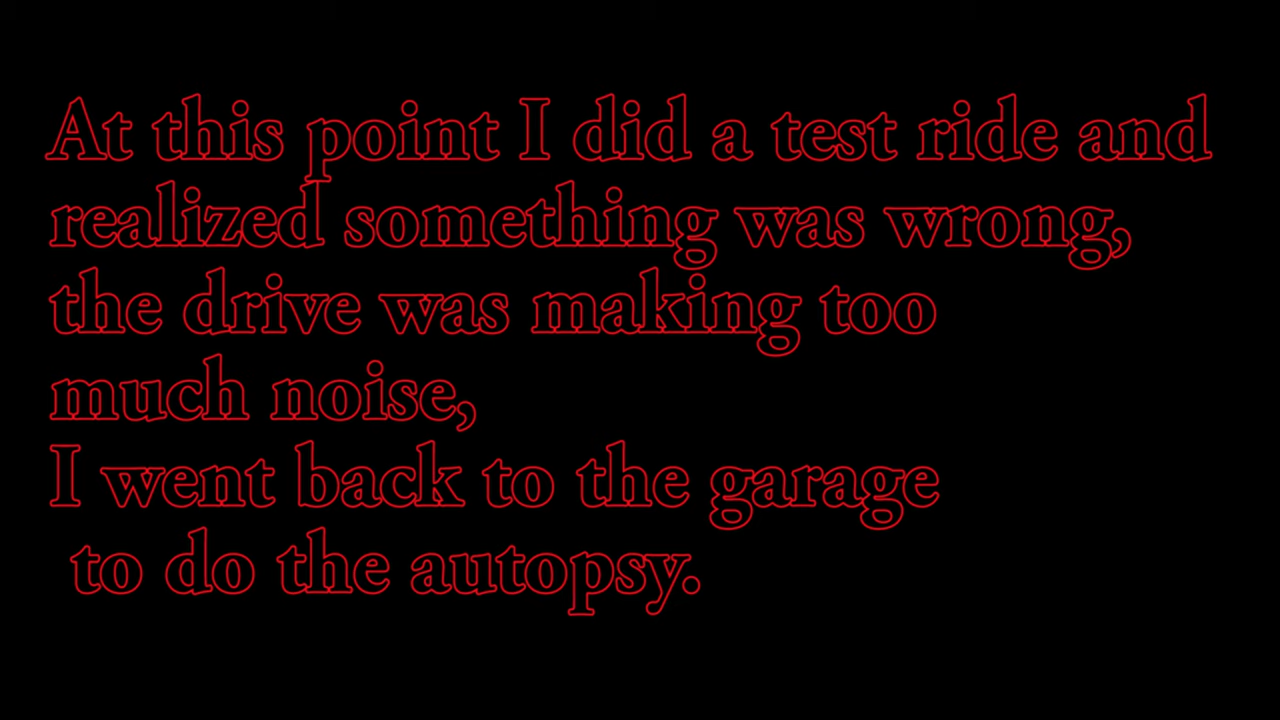 At this point I did a test ride and
realized something was wrong,
the drive was making too
much noise,
I went back to the garage
to do the autopsy.